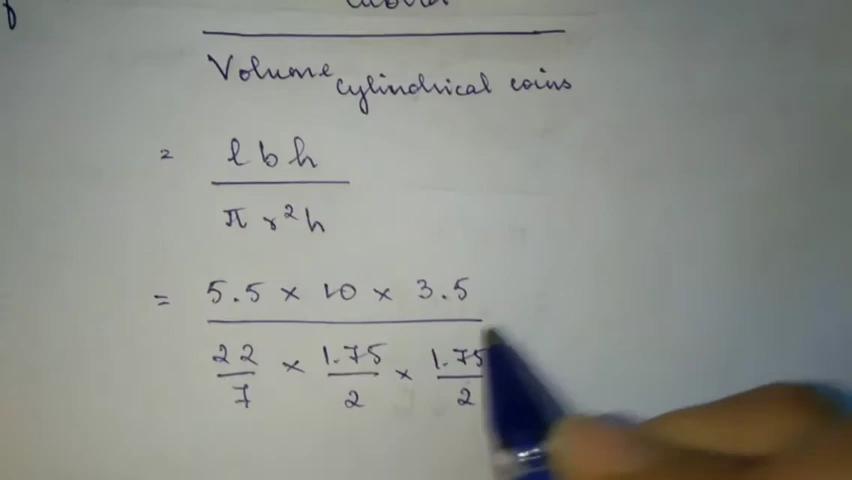 Volume cylindrical coins
= l b h
π r² h
= 5.5 × 10 × 3.5
22/7 × 1.75/2 × 1.75/2